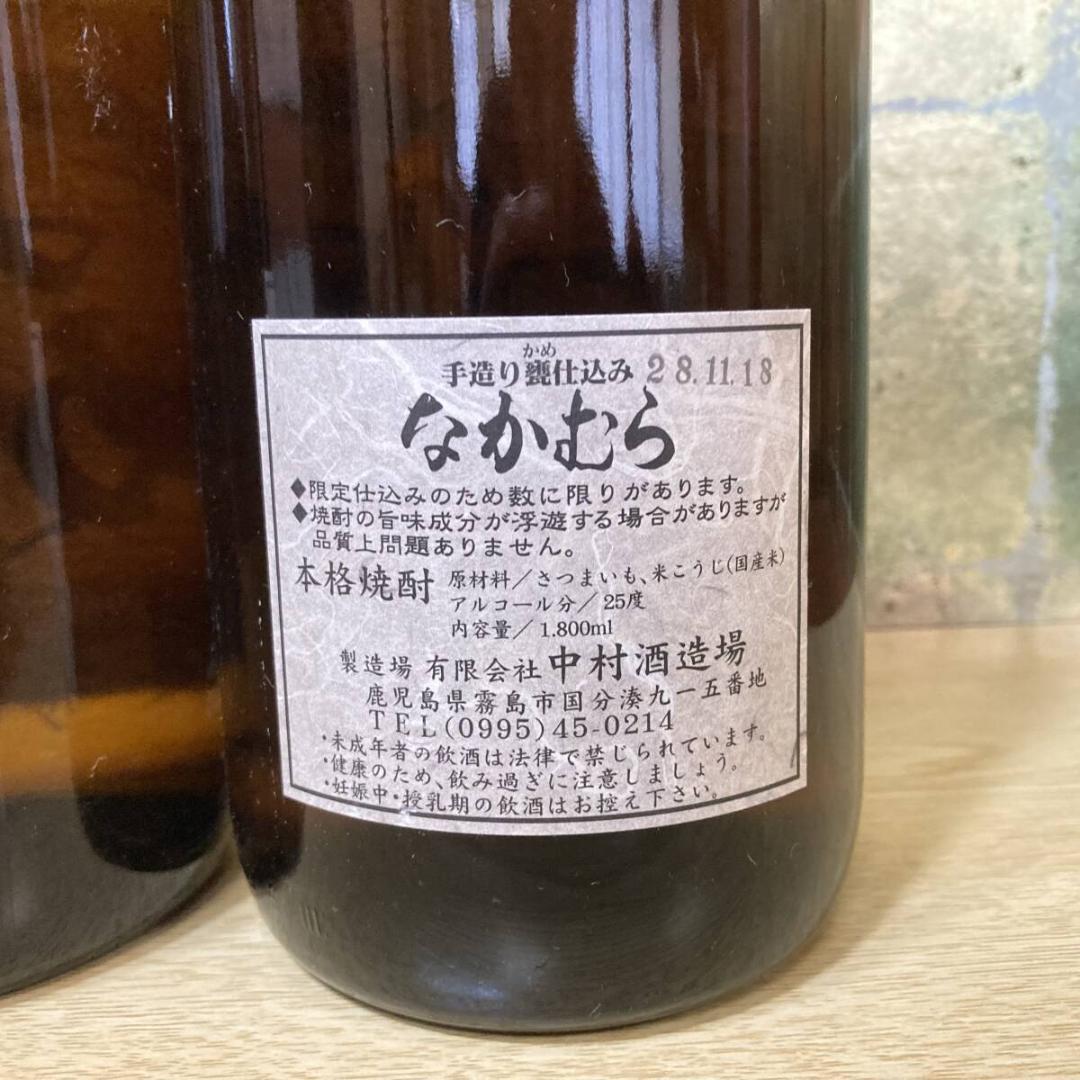 かめ
手造り甕仕込み 28.11.18
なかむら
◆限定仕込みのため数に限りがあります。
◆焼酎の旨味成分が浮遊する場合がありますが
品質上問題ありません。
本格焼酎 原材料/さつまいも、米こうじ(国産米)
アルコール分/25度
内容量/1.800ml
製造場 有限会社 中村酒造場
鹿児島県霧島市国分湊九一五番地
TEL(0995)45-0214
・未成年者の飲酒は法律で禁じられています。
・健康のため、飲み過ぎに注意しましょう。
・妊娠中・授乳期の飲酒はお控え下さい。